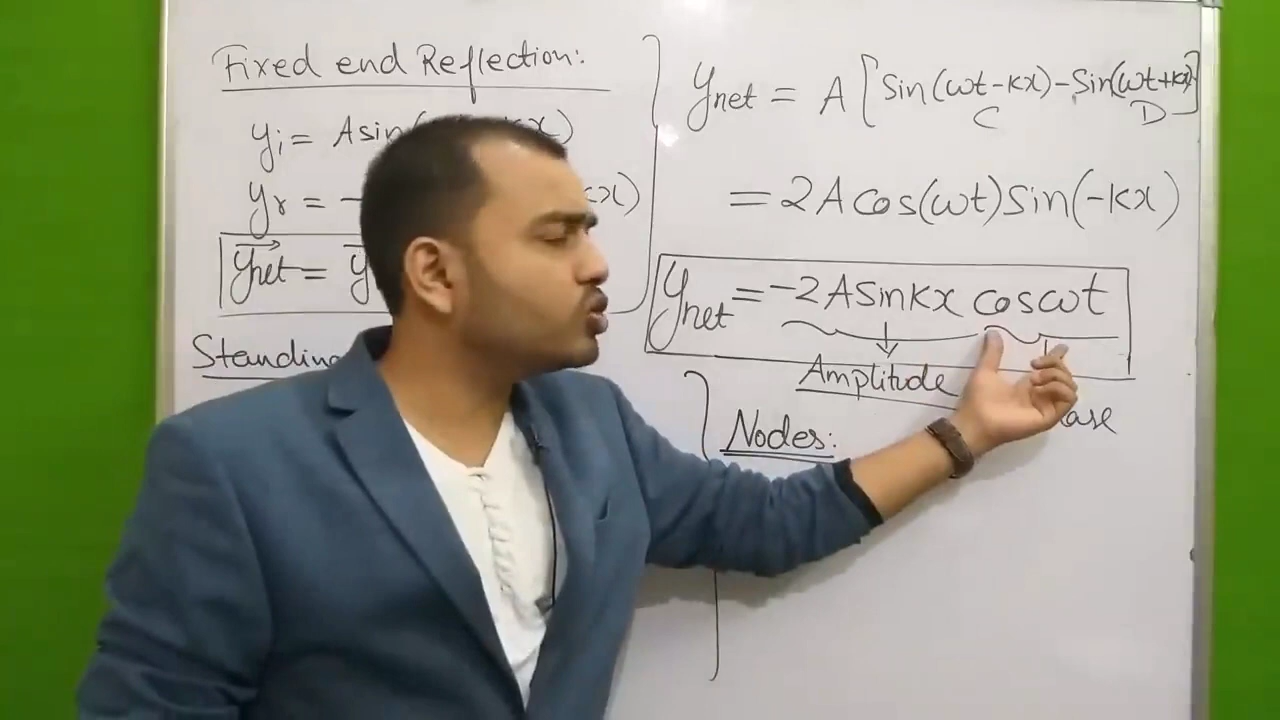 Fixed end Reflection:
yi = Asin( x)
yr = - x)
ynet = y
Standing
ynet = A[Sin(ωt-kx)-Sin(ωt+kx)]
C D
= 2A Cos(ωt) Sin(-kx)
ynet = -2A Sin kx cos ωt
Amplitude
Nodes: